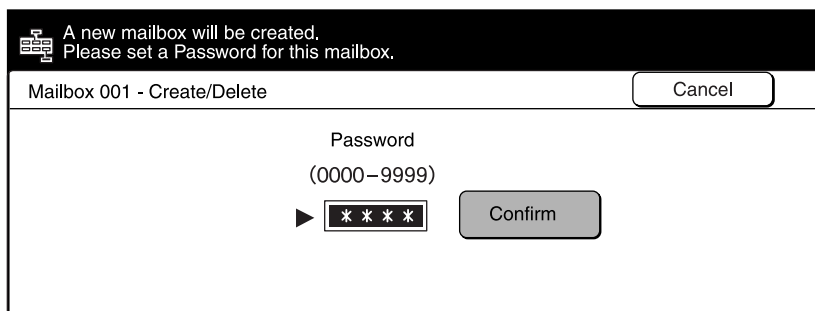 A new mailbox will be created.
Please set a Password for this mailbox.
Mailbox 001 - Create/Delete
Cancel
Password
(0000–9999)
▶ ＊＊＊＊
Confirm